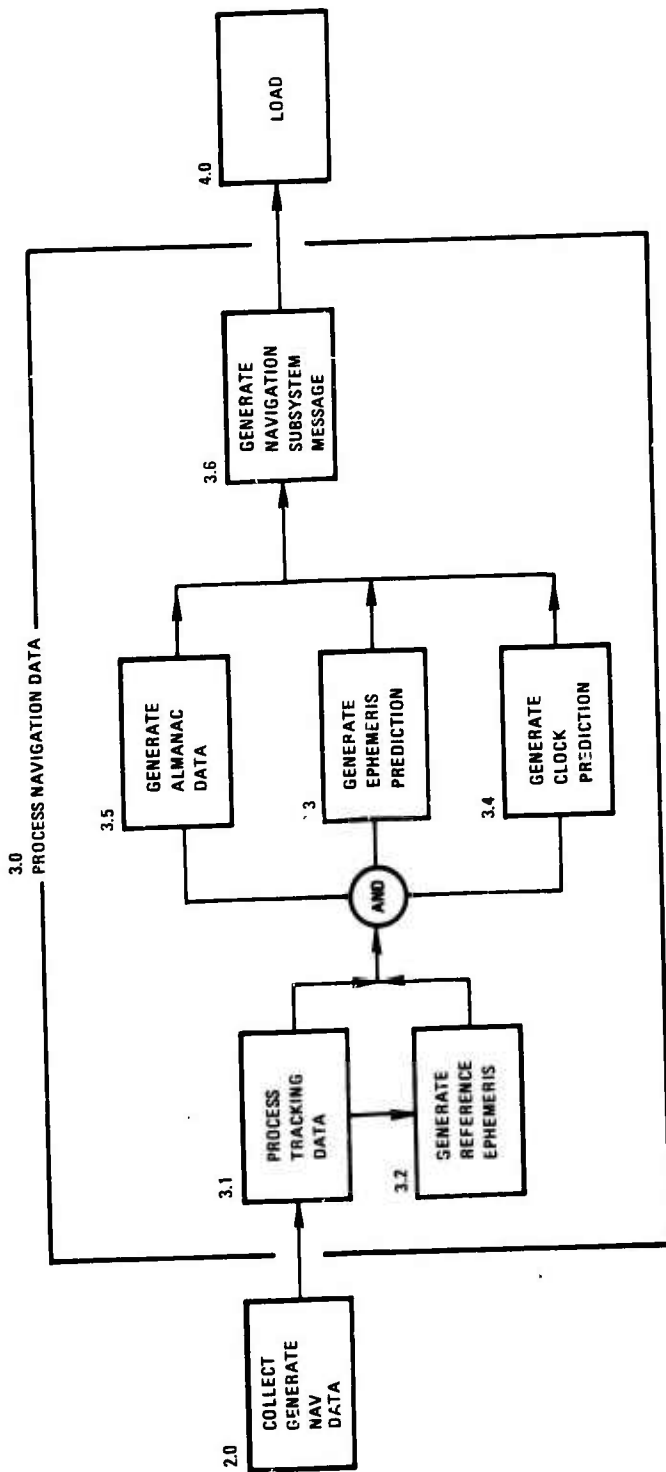 3.0
PROCESS NAVIGATION DATA
2.0
COLLECT
GENERATE
NAV
DATA
3.1
PROCESS
TRACKING
DATA
3.2
GENERATE
REFERENCE
EPHEMERIS
AND
3.5
GENERATE
ALMANAC
DATA
3
GENERATE
EPHEMERIS
PREDICTION
3.4
GENERATE
CLOCK
PREDICTION
3.6
GENERATE
NAVIGATION
SUBSYSTEM
MESSAGE
4.0
LOAD